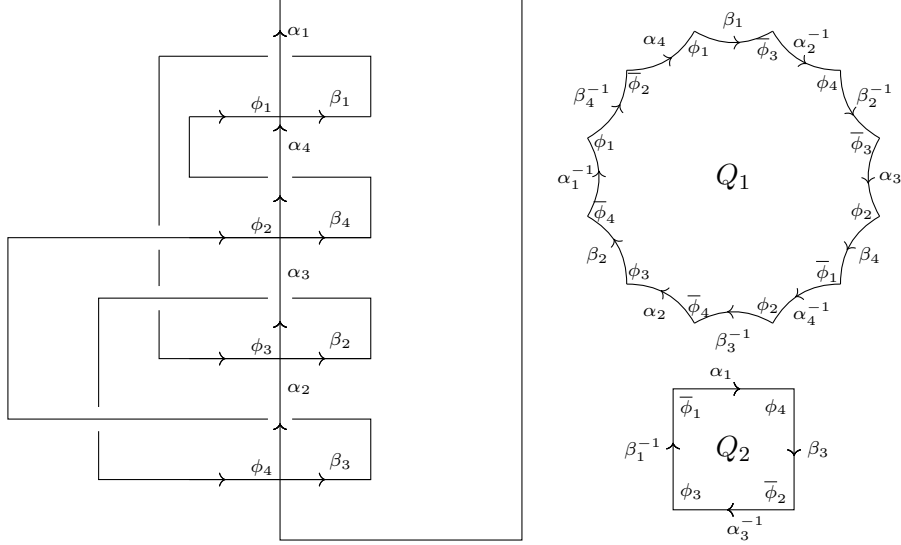 α₁
ϕ₁ β₁
α₄
ϕ₂ β₄
α₃
ϕ₃ β₂
α₂
ϕ₄ β₃
β₁
α₄ ϕ₁ ϕ̅₃ α₂⁻¹
ϕ̅₂ ϕ₄
β₄⁻¹ β₂⁻¹
ϕ₁ ϕ̅₃
α₁⁻¹ Q₁ α₃
ϕ̅₄ ϕ₂
β₂ β₄
ϕ₃ ϕ̅₁
α₂ ϕ̅₄ ϕ₂ α₄⁻¹
β₃⁻¹
α₁
ϕ̅₁ ϕ₄
β₁⁻¹ Q₂ β₃
ϕ₃ ϕ̅₂
α₃⁻¹